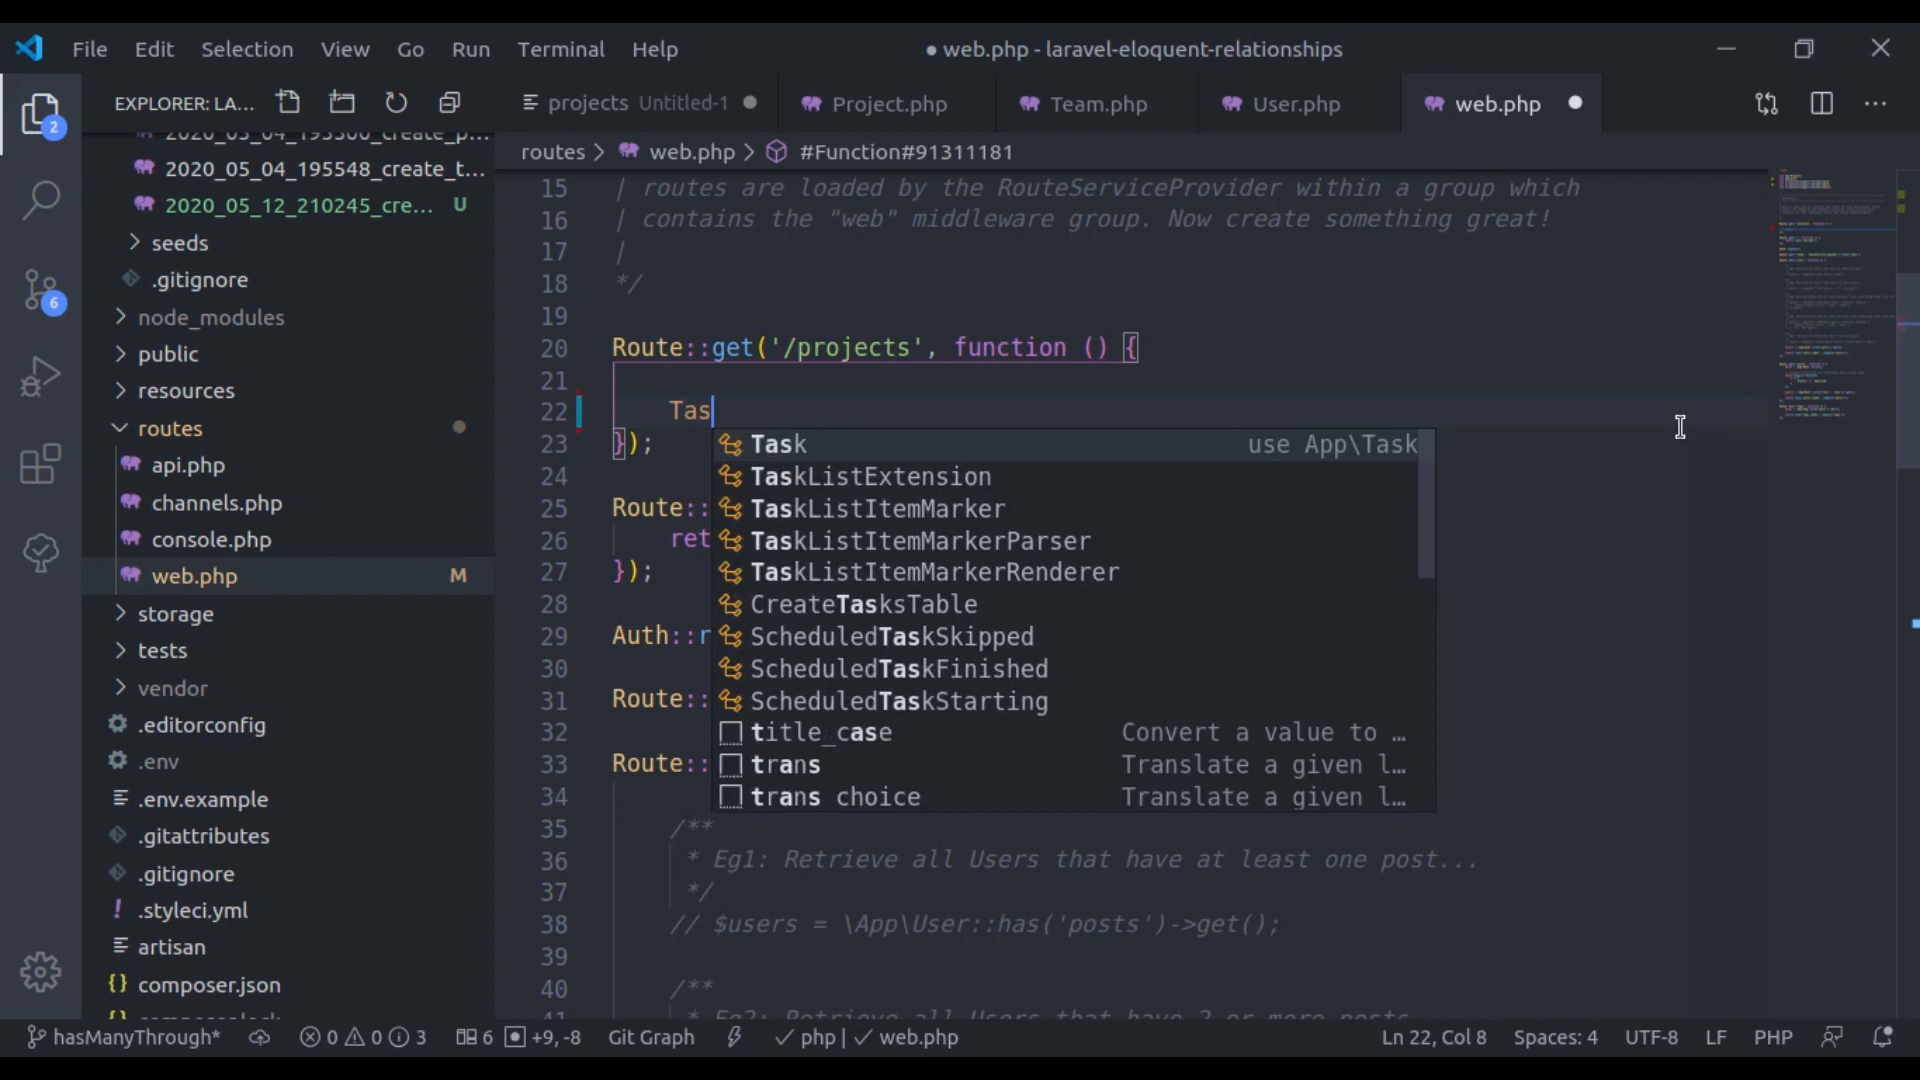 File Edit Selection View Go Run Terminal Help
● web.php - laravel-eloquent-relationships
EXPLORER: LA...
projects Untitled-1
Project.php
Team.php
User.php
web.php
routes > web.php > #Function#91311181
2020_05_04_195548_create_t...
2020_05_12_210245_cre... U
seeds
.gitignore
node_modules
public
resources
routes
api.php
channels.php
console.php
web.php M
storage
tests
vendor
.editorconfig
.env
.env.example
.gitattributes
.gitignore
.styleci.yml
artisan
composer.json
2
6
15 | routes are loaded by the RouteServiceProvider within a group which
16 | contains the "web" middleware group. Now create something great!
17 |
18 */
19
20 Route::get('/projects', function () {
21
22 Tas
23 });
24
25 Route::
26 ret
27 });
28
29 Auth::r
30
31 Route::
32
33 Route::
34
35 /**
36 * Eg1: Retrieve all Users that have at least one post...
37 */
38 // $users = \App\User::has('posts')->get();
39
40 /**
Task use App\Task
TaskListExtension
TaskListItemMarker
TaskListItemMarkerParser
TaskListItemMarkerRenderer
CreateTasksTable
ScheduledTaskSkipped
ScheduledTaskFinished
ScheduledTaskStarting
title_case Convert a value to …
trans Translate a given l…
trans choice Translate a given l…
hasManyThrough* 0 0 3 6 +9, -8 Git Graph ✓ php | ✓ web.php
Ln 22, Col 8 Spaces: 4 UTF-8 LF PHP